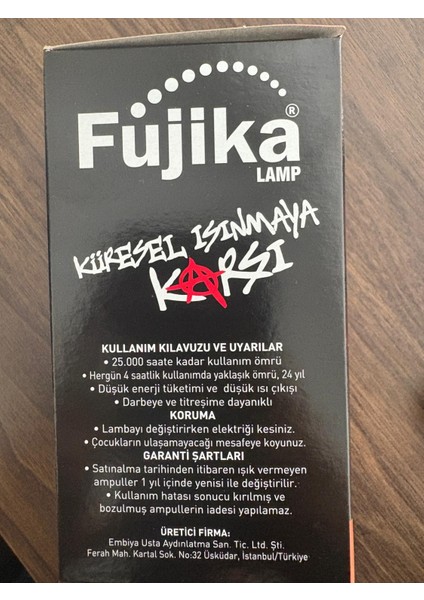 Fujika®
LAMP
KÜRESEL ISINMAYA
KARŞI
KULLANIM KILAVUZU VE UYARILAR
• 25.000 saate kadar kullanım ömrü
• Hergün 4 saatlik kullanımda yaklaşık ömrü, 24 yıl
• Düşük enerji tüketimi ve düşük ısı çıkışı
• Darbeye ve titreşime dayanıklı
KORUMA
• Lambayı değiştirirken elektriği kesiniz.
• Çocukların ulaşamayacağı mesafeye koyunuz.
GARANTİ ŞARTLARI
• Satınalma tarihinden itibaren ışık vermeyen
ampuller 1 yıl içinde yenisi ile değiştirilir.
• Kullanım hatası sonucu kırılmış ve
bozulmuş ampullerin iadesi yapılamaz.
ÜRETİCİ FİRMA:
Embiya Usta Aydınlatma San. Tic. Ltd. Şti.
Ferah Mah. Kartal Sok. No:32 Üsküdar, İstanbul/Türkiye